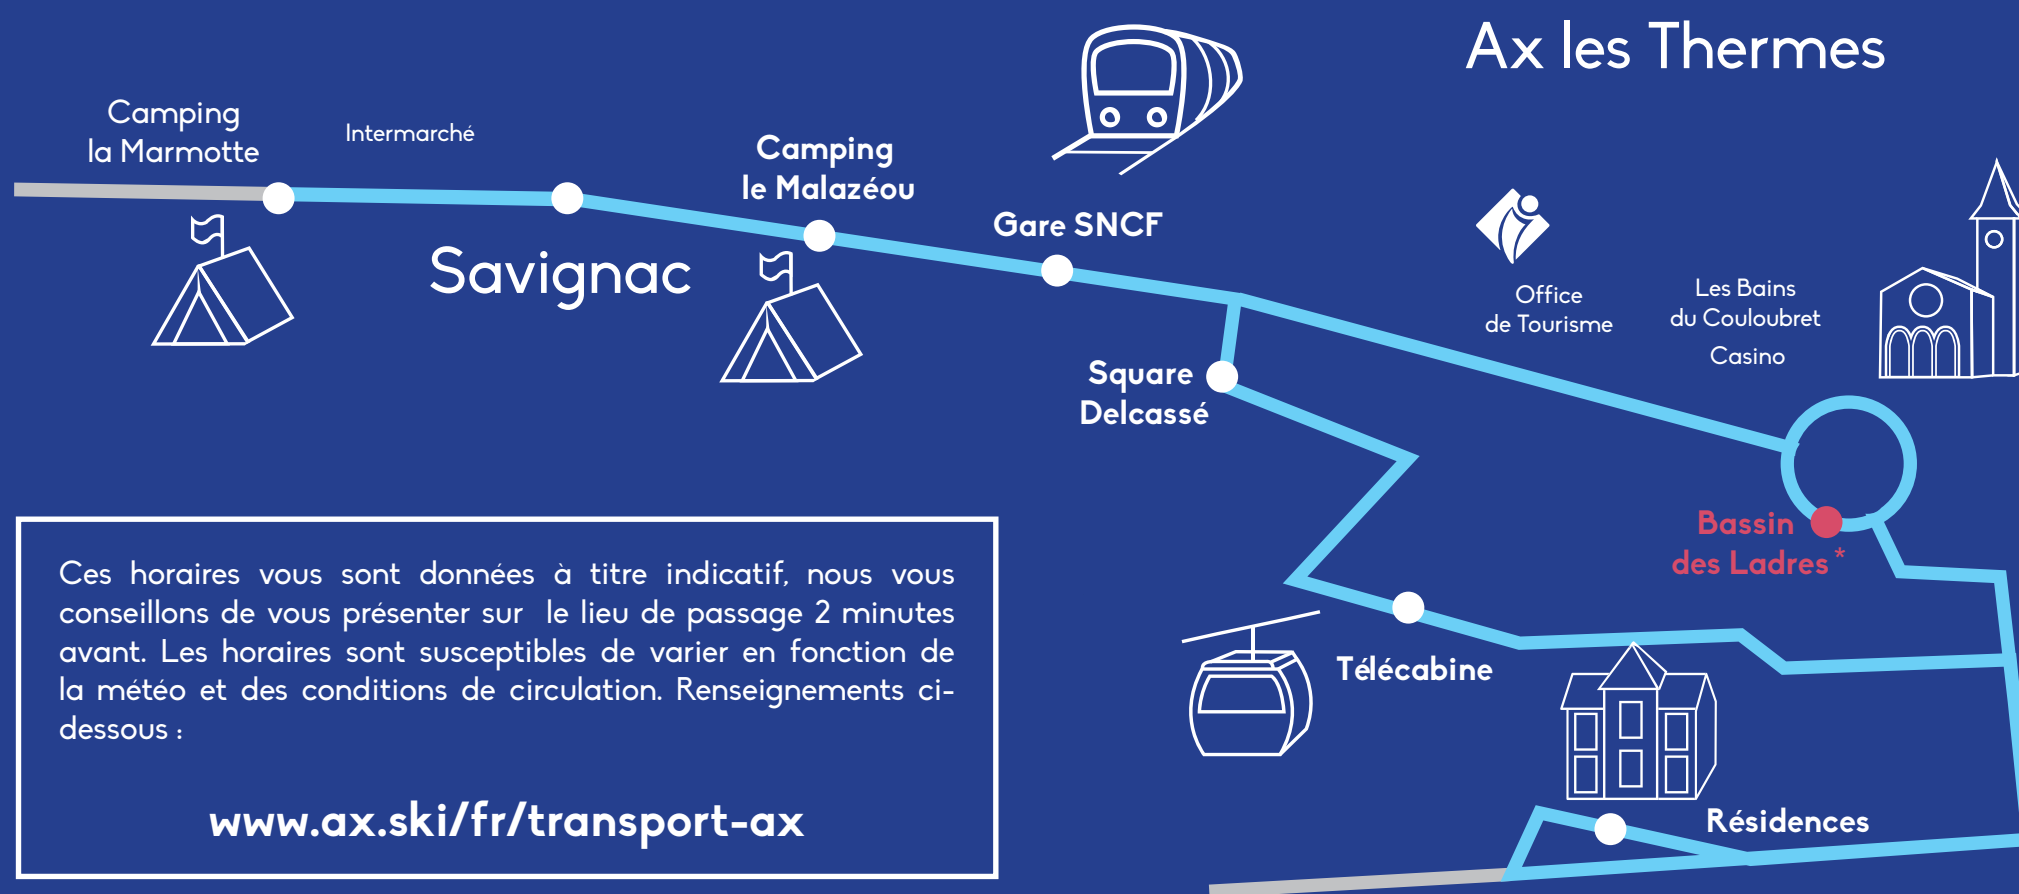 Ax les Thermes
Camping
la Marmotte
Intermarché
Camping
le Malazéou
Gare SNCF
Savignac
Office
de Tourisme
Les Bains
du Couloubret
Casino
Square
Delcassé
Bassin
des Ladres*
Ces horaires vous sont données à titre indicatif, nous vous
conseillons de vous présenter sur le lieu de passage 2 minutes
avant. Les horaires sont susceptibles de varier en fonction de
la météo et des conditions de circulation. Renseignements ci-
dessous :
www.ax.ski/fr/transport-ax
Télécabine
Résidences